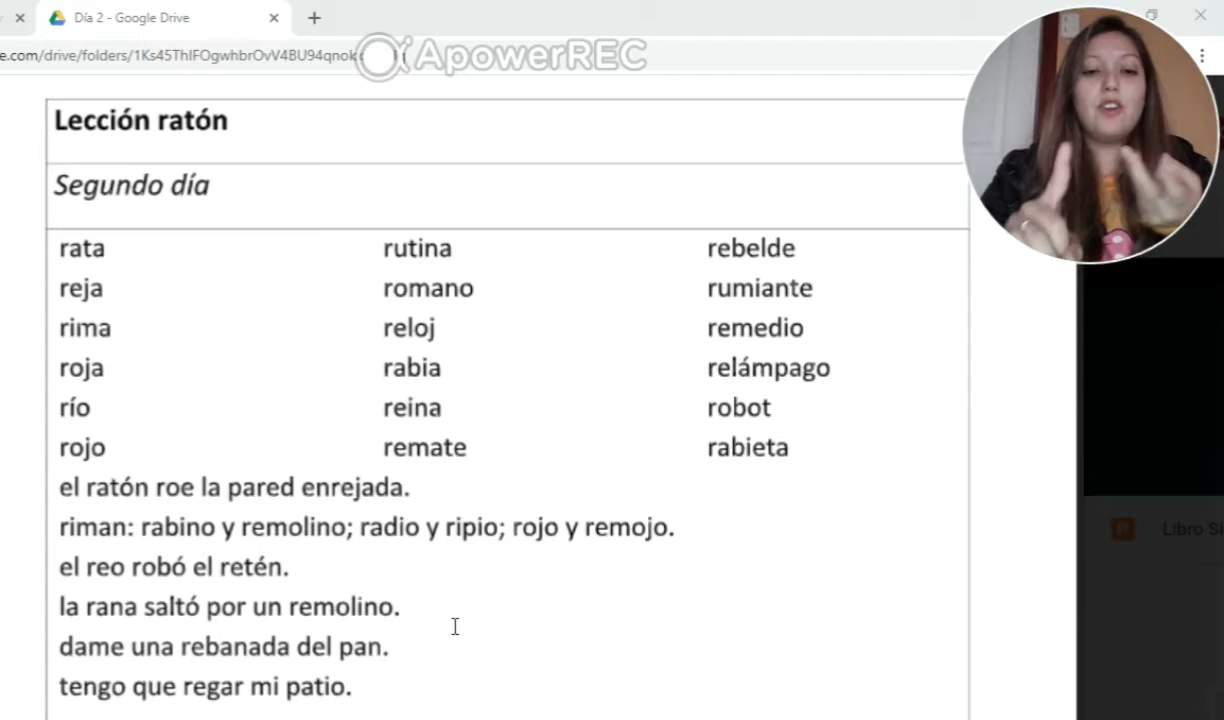 Día 2 - Google Drive
e.com/drive/folders/1Ks45ThIFOgwhbrOvV4BU94qnok
ApowerREC
Lección ratón
Segundo día
rata rutina rebelde
reja romano rumiante
rima reloj remedio
roja rabia relámpago
río reina robot
rojo remate rabieta
el ratón roe la pared enrejada.
riman: rabino y remolino; radio y ripio; rojo y remojo.
el reo robó el retén.
la rana saltó por un remolino.
dame una rebanada del pan.
tengo que regar mi patio.
Libro